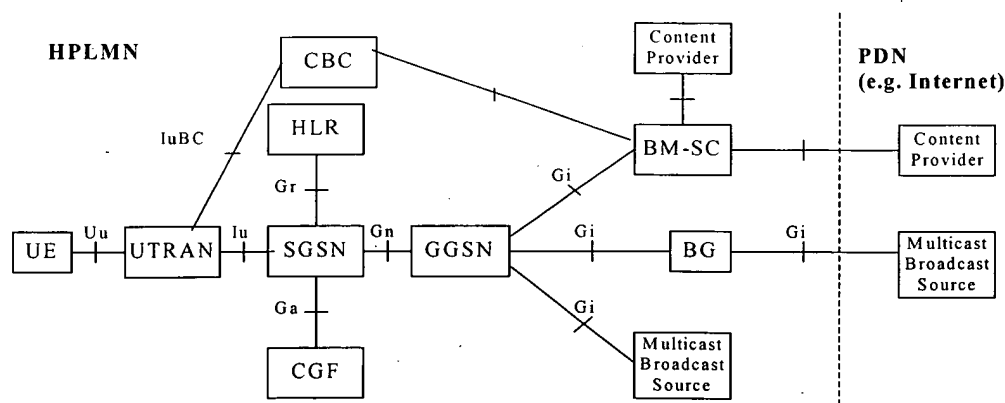 HPLMN
CBC
Content
Provider
PDN
(e.g. Internet)
IuBC
HLR
BM-SC
Content
Provider
Gr
Gi
UE
Uu
UTRAN
Iu
SGSN
Gn
GGSN
Gi
BG
Gi
Multicast
Broadcast
Source
Ga
Gi
CGF
Multicast
Broadcast
Source